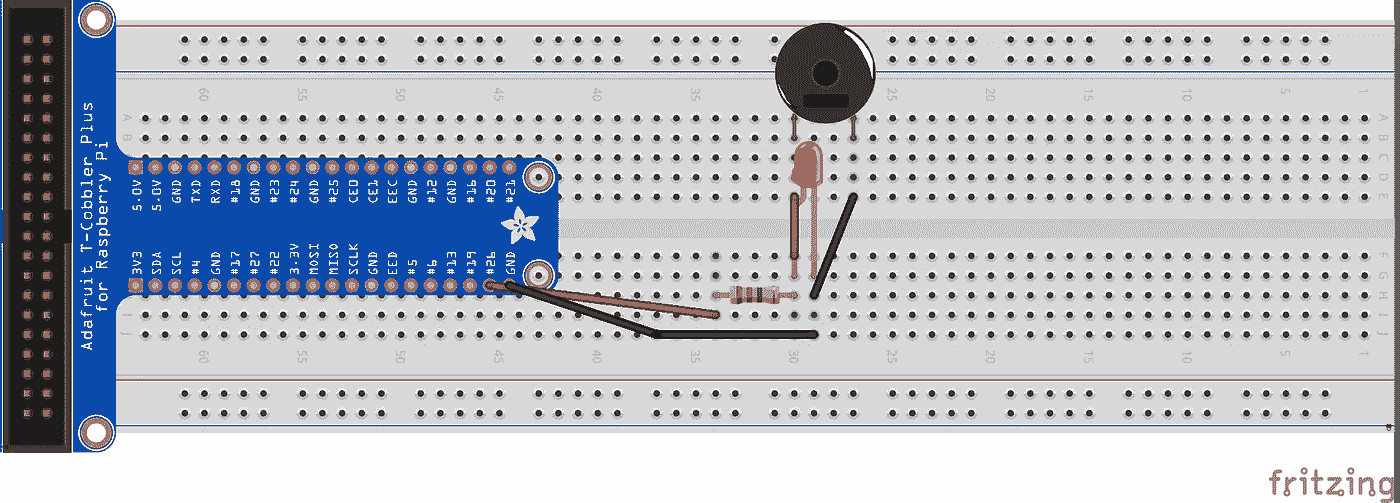 Adafruit T-Cobbler Plus
for Raspberry Pi
60 55 50 45 40 35 30 25 20 15 10 5 1
A A
B B
C C
D D
E E
5.0V 5.0V GND TXD RXD #18 GND #23 #24 GND #25 CE0 CE1 EEC GND #12 GND #16 #20 #21
3V3 SDA SCL #4 GND #17 #27 #22 3.3V MOSI MISO SCLK GND EED #5 #6 #13 #19 #26 GND
F F
G G
H H
I I
J J
60 55 50 45 40 35 30 25 20 15 10 5 1
fritzing